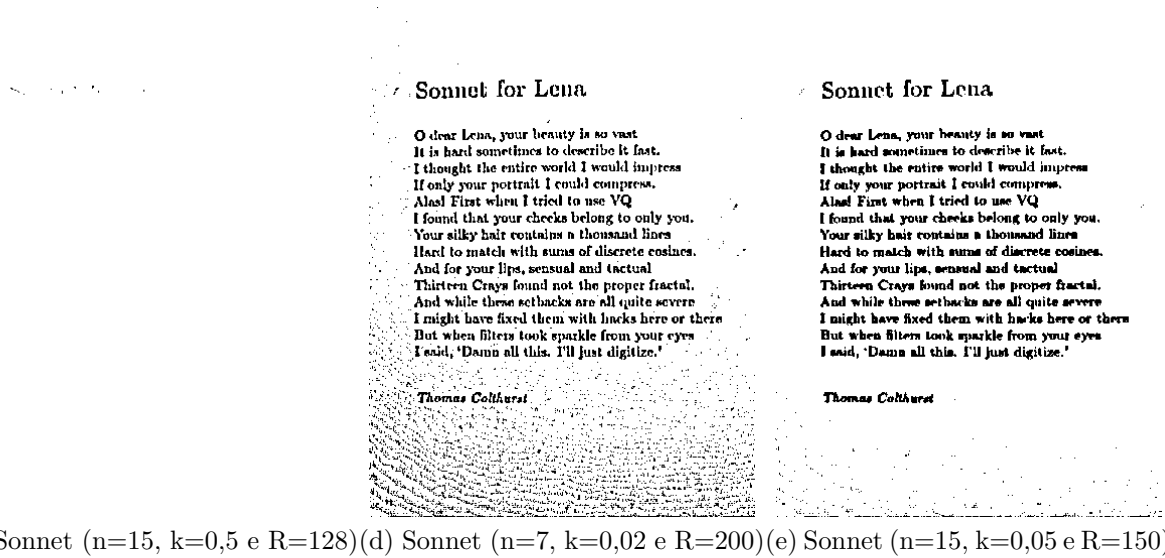 Sonnet for Lena
O dear Lena, your beauty is so vast
It is hard sometimes to describe it fast.
I thought the entire world I would impress
If only your portrait I could compress.
Alas! First when I tried to use VQ
I found that your cheeks belong to only you.
Your silky hair contains a thousand lines
Hard to match with sums of discrete cosines.
And for your lips, sensual and tactual
Thirteen Crays found not the proper fractal.
And while these setbacks are all quite severe
I might have fixed them with hacks here or there
But when filters took sparkle from your eyes
I said, 'Damn all this. I'll just digitize.'
Thomas Colthurst
Sonnet for Lena
O dear Lena, your beauty is so vast
It is hard sometimes to describe it fast.
I thought the entire world I would impress
If only your portrait I could compress.
Alas! First when I tried to use VQ
I found that your cheeks belong to only you.
Your silky hair contains a thousand lines
Hard to match with sums of discrete cosines.
And for your lips, sensual and tactual
Thirteen Crays found not the proper fractal.
And while these setbacks are all quite severe
I might have fixed them with hacks here or there
But when filters took sparkle from your eyes
I said, 'Damn all this. I'll just digitize.'
Thomas Colthurst
Sonnet (n=15, k=0,5 e R=128)
(d) Sonnet (n=7, k=0,02 e R=200)
(e) Sonnet (n=15, k=0,05 e R=150